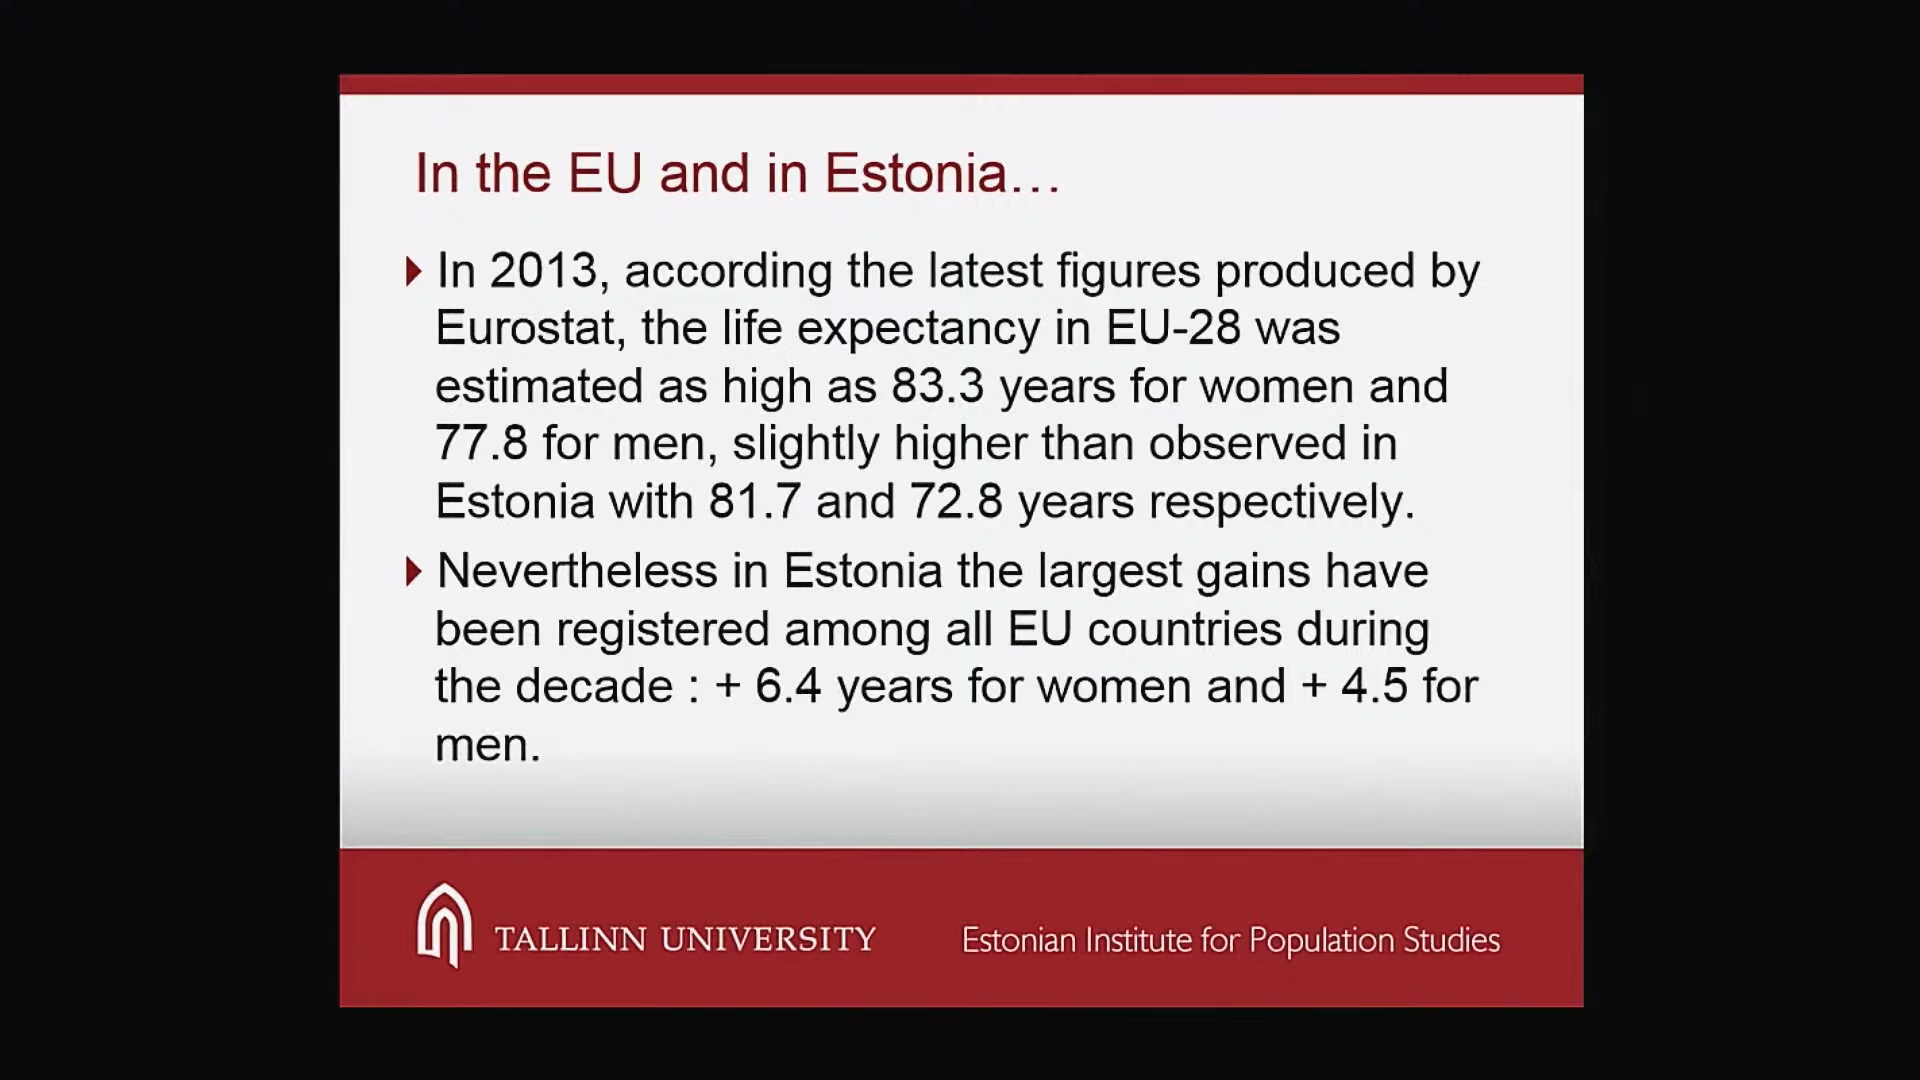 In the EU and in Estonia…
In 2013, according the latest figures produced by
Eurostat, the life expectancy in EU-28 was
estimated as high as 83.3 years for women and
77.8 for men, slightly higher than observed in
Estonia with 81.7 and 72.8 years respectively.
Nevertheless in Estonia the largest gains have
been registered among all EU countries during
the decade : + 6.4 years for women and + 4.5 for
men.
TALLINN UNIVERSITY
Estonian Institute for Population Studies